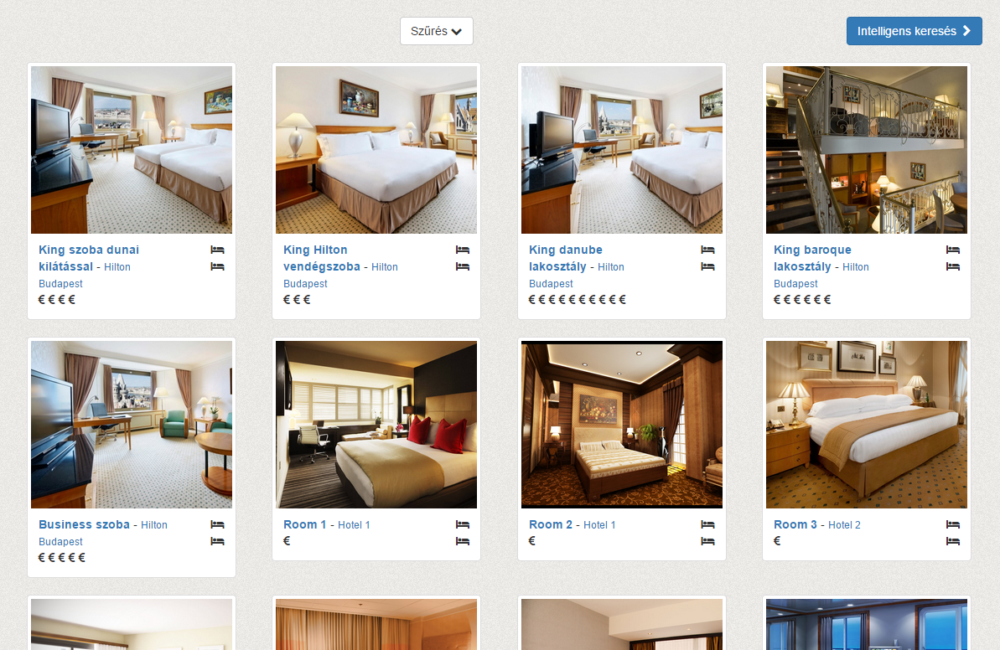 Szűrés
Intelligens keresés
King szoba dunai
kilátással - Hilton
Budapest
€ € € €
King Hilton
vendégszoba - Hilton
Budapest
€ € €
King danube
lakosztály - Hilton
Budapest
€ € € € € € € € € €
King baroque
lakosztály - Hilton
Budapest
€ € € € € €
Business szoba - Hilton
Budapest
€ € € € €
Room 1 - Hotel 1
€
Room 2 - Hotel 1
€
Room 3 - Hotel 2
€